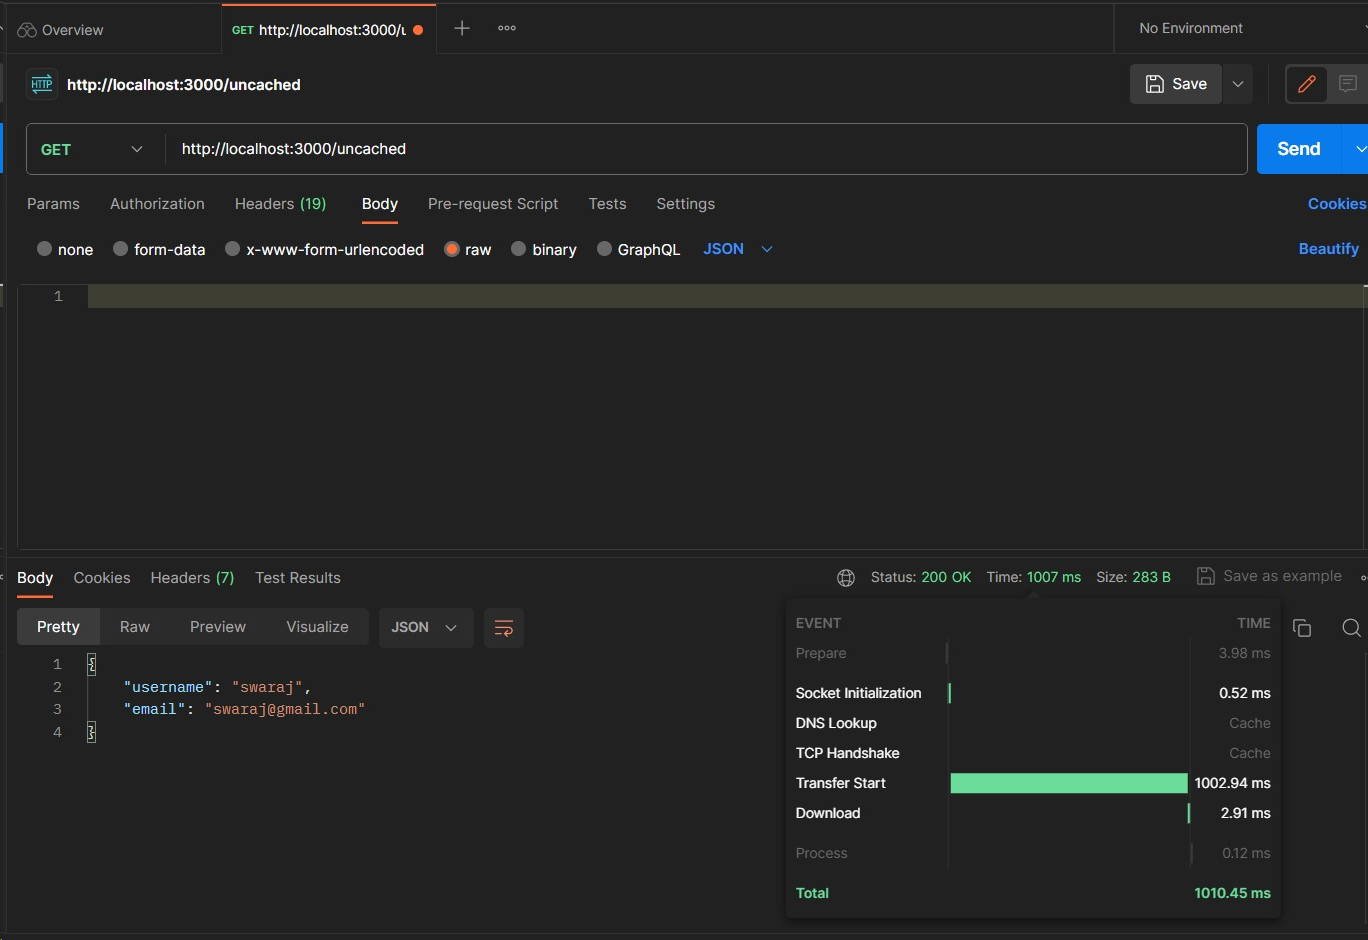 Overview
GET http://localhost:3000/u
No Environment
HTTP http://localhost:3000/uncached
Save
GET http://localhost:3000/uncached
Send
Params Authorization Headers (19) Body Pre-request Script Tests Settings Cookies
none form-data x-www-form-urlencoded raw binary GraphQL JSON Beautify
1
Body Cookies Headers (7) Test Results Status: 200 OK Time: 1007 ms Size: 283 B Save as example
Pretty Raw Preview Visualize JSON
1 {
2 "username": "swaraj",
3 "email": "swaraj@gmail.com"
4 }
EVENT TIME
Prepare 3.98 ms
Socket Initialization 0.52 ms
DNS Lookup Cache
TCP Handshake Cache
Transfer Start 1002.94 ms
Download 2.91 ms
Process 0.12 ms
Total 1010.45 ms